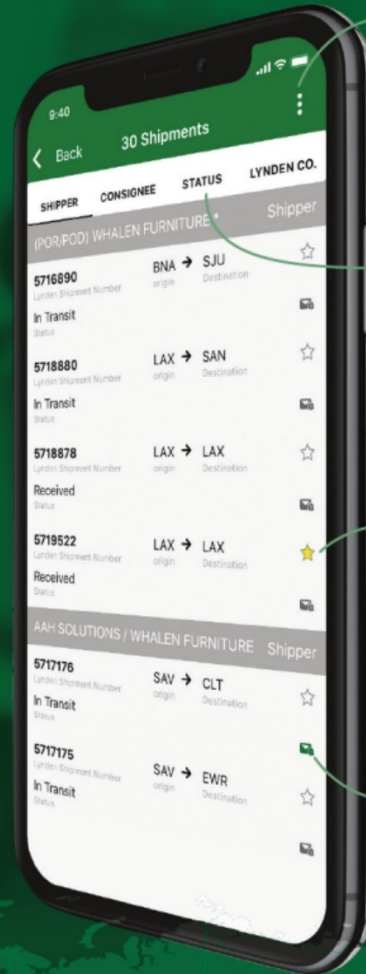 9:40
Back
30 Shipments
SHIPPER CONSIGNEE STATUS LYNDEN CO.
(POR/POD) WHALEN FURNITURE * Shipper
5716890 BNA → SJU
Lynden Shipment Number origin Destination
In Transit
Status
5718880 LAX → SAN
Lynden Shipment Number origin Destination
In Transit
Status
5718878 LAX → LAX
Lynden Shipment Number origin Destination
Received
Status
5719522 LAX → LAX
Lynden Shipment Number origin Destination
Received
Status
AAH SOLUTIONS / WHALEN FURNITURE Shipper
5717176 SAV → CLT
Lynden Shipment Number origin Destination
In Transit
Status
5717175 SAV → EWR
Lynden Shipment Number origin Destination
In Transit
Status